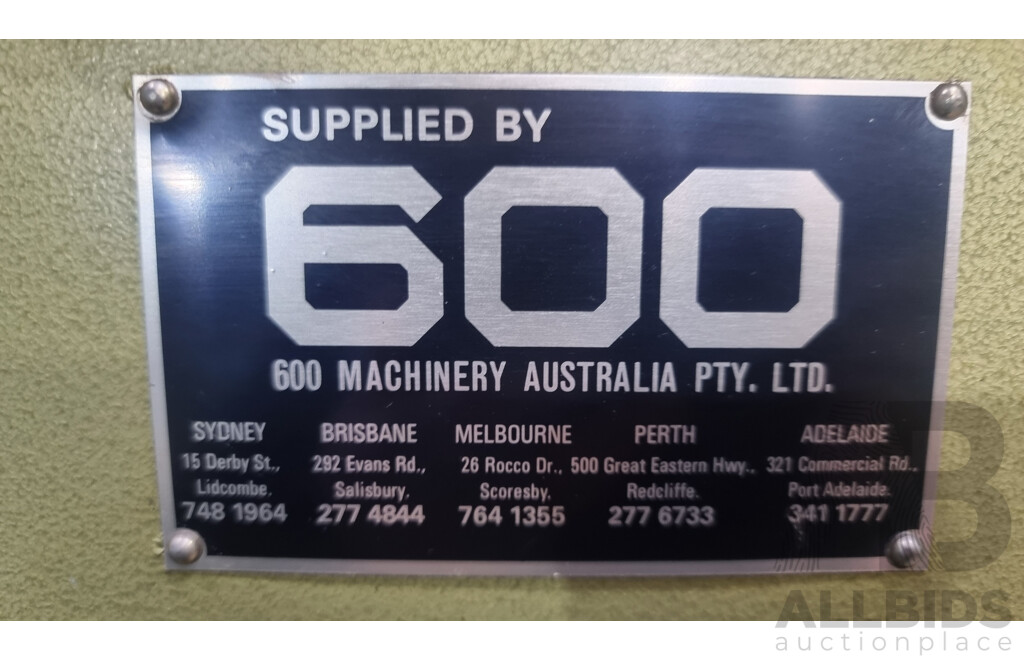 SUPPLIED BY
600
600 MACHINERY AUSTRALIA PTY. LTD.
SYDNEY BRISBANE MELBOURNE PERTH ADELAIDE
15 Derby St., 292 Evans Rd., 26 Rocco Dr., 500 Great Eastern Hwy., 321 Commercial Rd.,
Lidcombe. Salisbury. Scoresby. Redcliffe. Port Adelaide.
748 1964 277 4844 764 1355 277 6733 341 1777
B
ALLBIDS
auctionplace